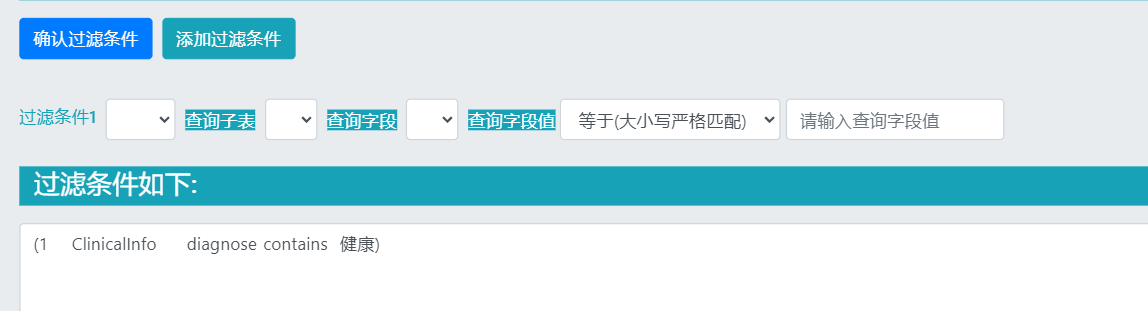 确认过滤条件 添加过滤条件
过滤条件1 查询子表 查询字段 查询字段值 等于(大小写严格匹配) 请输入查询字段值
过滤条件如下:
(1 ClinicalInfo diagnose contains 健康)